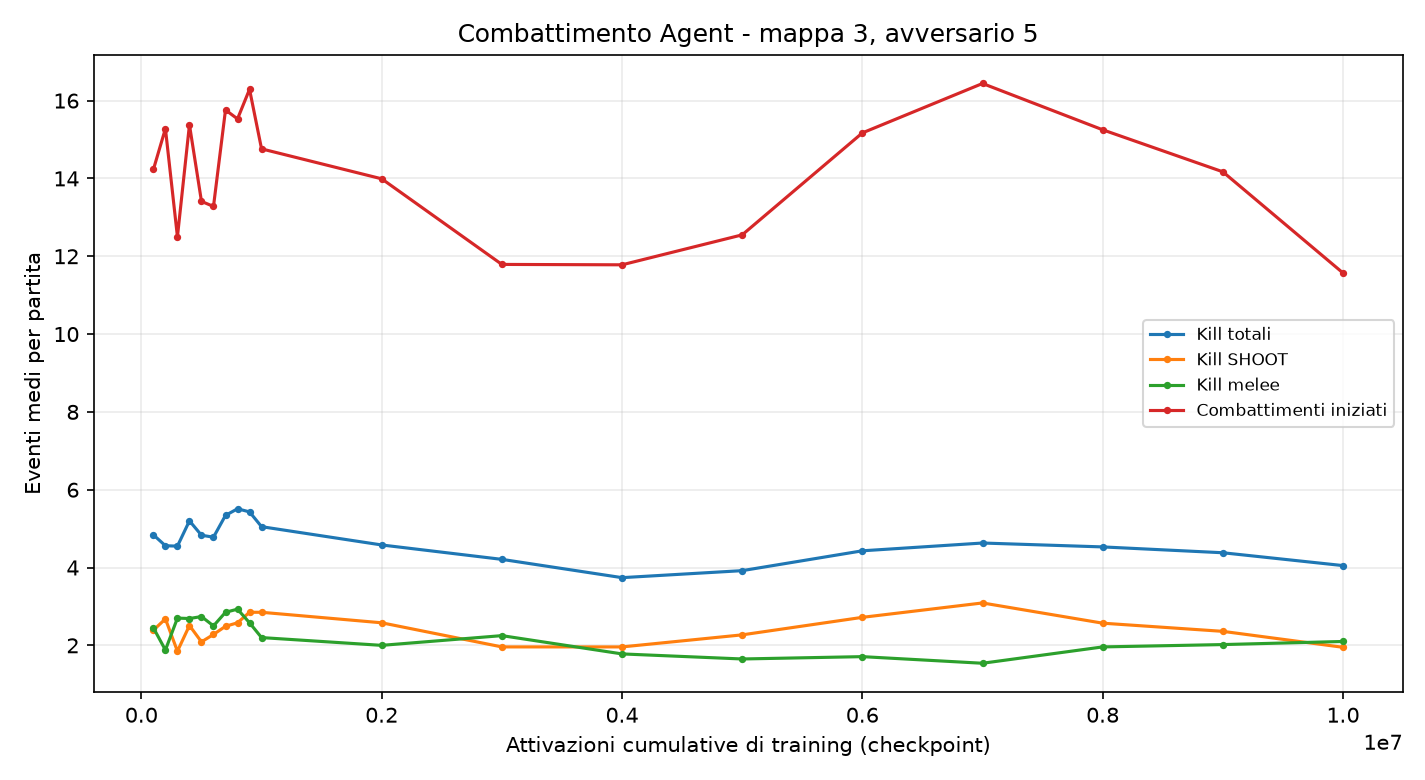 Combattimento Agent - mappa 3, avversario 5
Eventi medi per partita
16
14
12
10
8
6
4
2
Kill totali
Kill SHOOT
Kill melee
Combattimenti iniziati
0.0 0.2 0.4 0.6 0.8 1.0
1e7
Attivazioni cumulative di training (checkpoint)